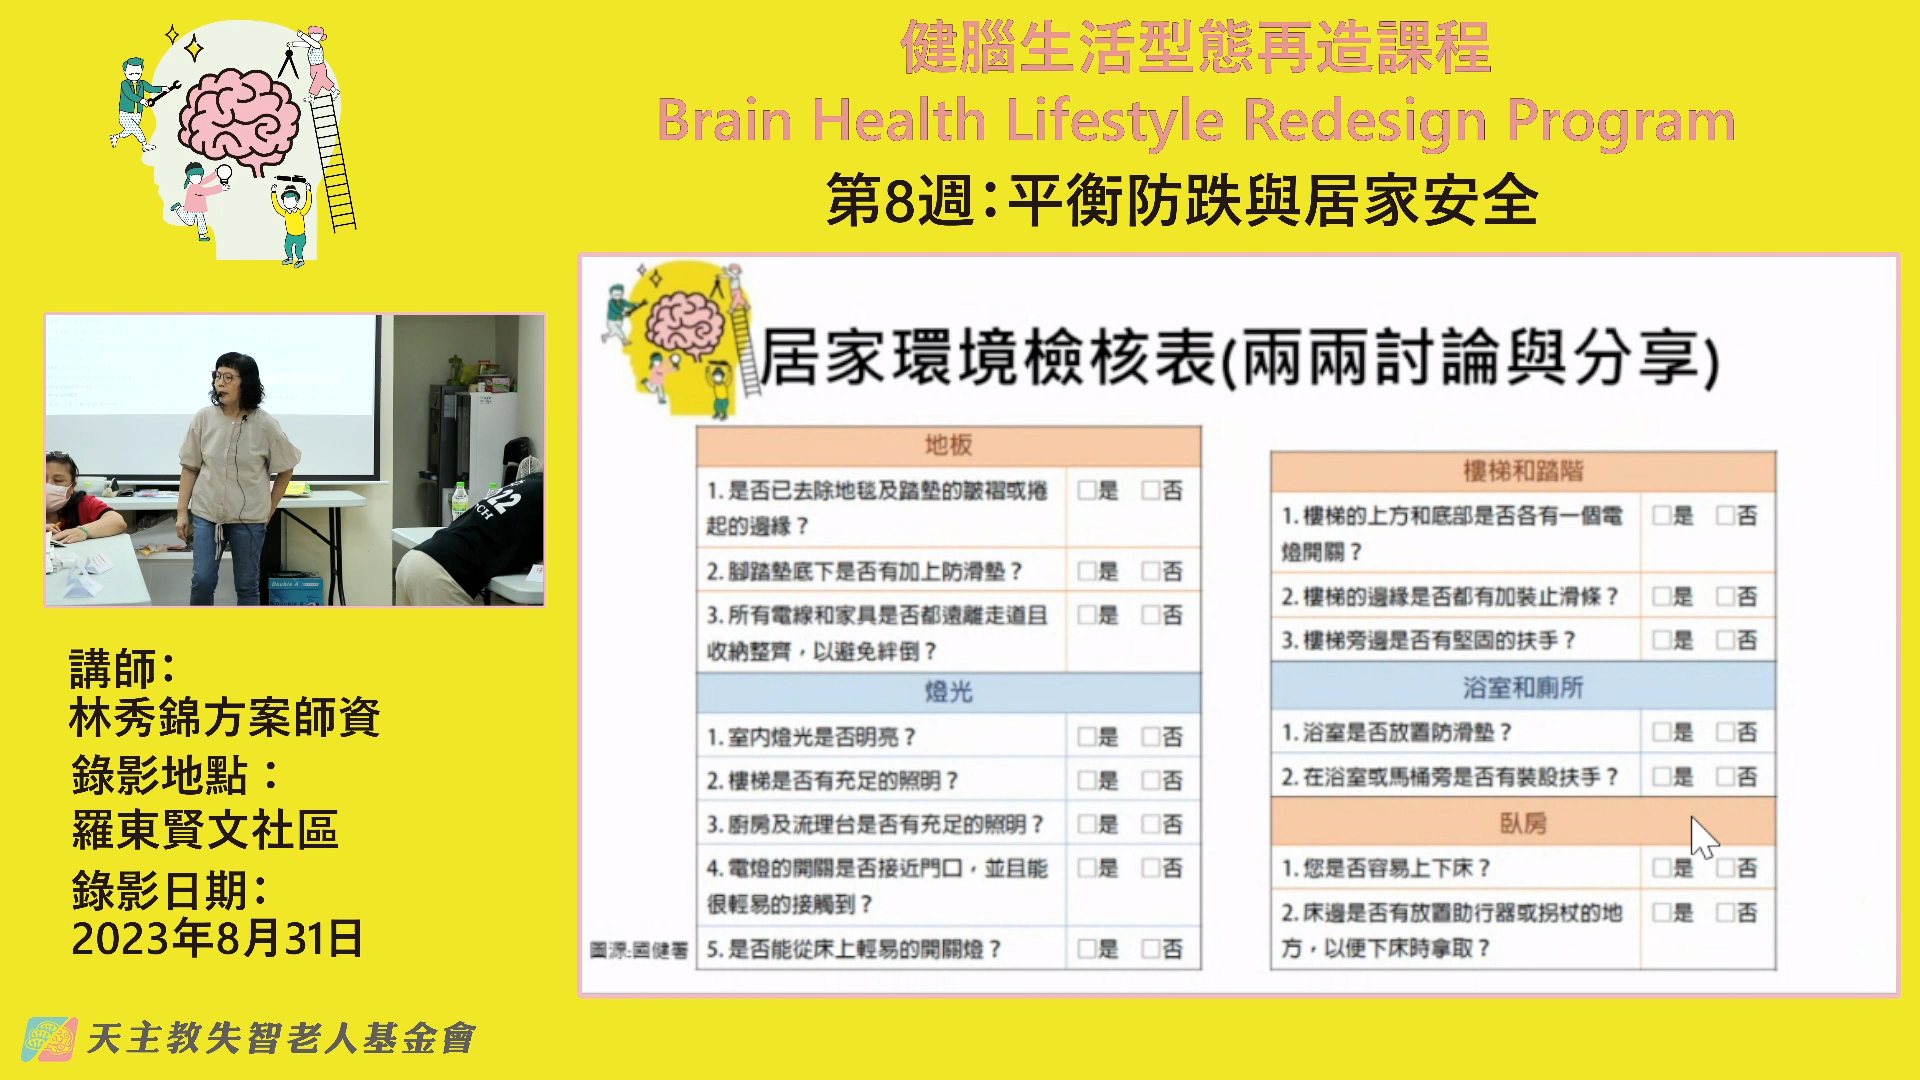 健腦生活型態再造課程
Brain Health Lifestyle Redesign Program
第8週：平衡防跌與居家安全
居家環境檢核表(兩兩討論與分享)
地板
1. 是否已去除地毯及踏墊的皺褶或捲 □是 □否
起的邊緣？
2. 腳踏墊底下是否有加上防滑墊？ □是 □否
3. 所有電線和家具是否都遠離走道且 □是 □否
收納整齊，以避免絆倒？
燈光
1. 室內燈光是否明亮？ □是 □否
2. 樓梯是否有充足的照明？ □是 □否
3. 廚房及流理台是否有充足的照明？ □是 □否
4. 電燈的開關是否接近門口，並且能 □是 □否
很輕易的接觸到？
5. 是否能從床上輕易的開關燈？ □是 □否
圖源:國健署
樓梯和踏階
1. 樓梯的上方和底部是否各有一個電 □是 □否
燈開關？
2. 樓梯的邊緣是否都有加裝止滑條？ □是 □否
3. 樓梯旁邊是否有堅固的扶手？ □是 □否
浴室和廁所
1. 浴室是否放置防滑墊？ □是 □否
2. 在浴室或馬桶旁是否有裝設扶手？ □是 □否
臥房
1. 您是否容易上下床？ □是 □否
2. 床邊是否有放置助行器或拐杖的地 □是 □否
方，以便下床時拿取？
Double A
22
講師：
林秀錦方案師資
錄影地點：
羅東賢文社區
錄影日期：
2023年8月31日
天主教失智老人基金會